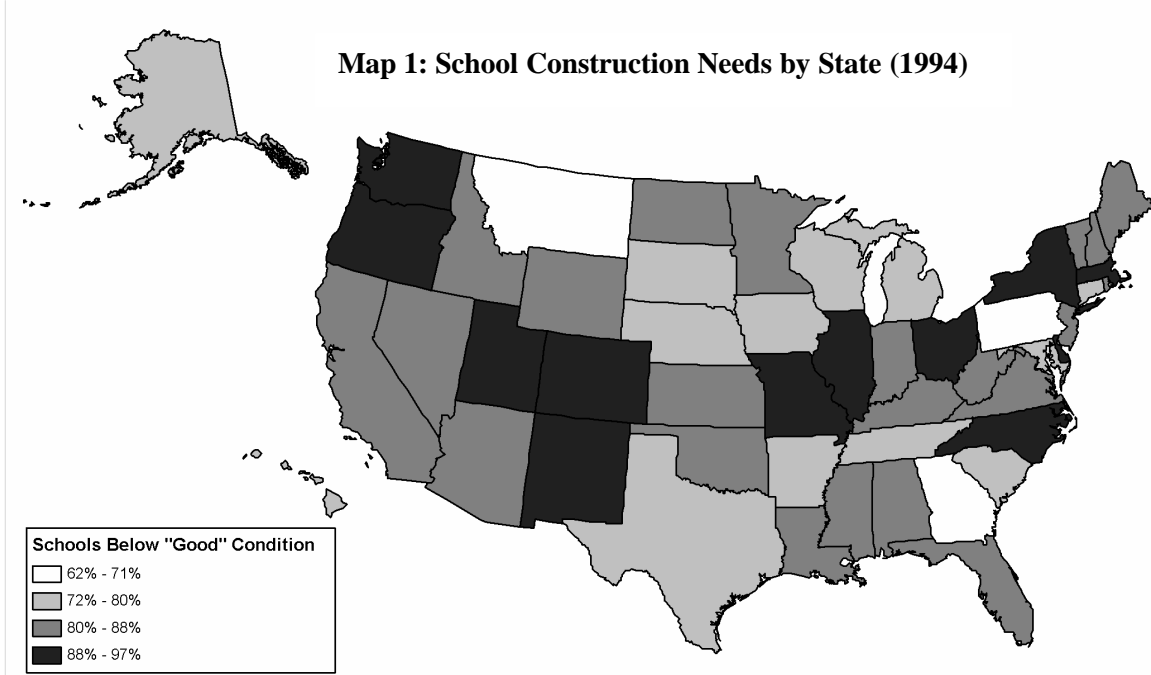 Map 1: School Construction Needs by State (1994)
Schools Below "Good" Condition
62% - 71%
72% - 80%
80% - 88%
88% - 97%